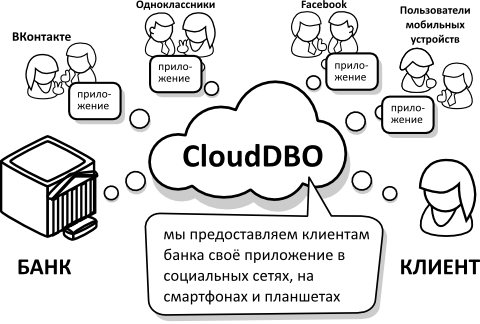 Одноклассники
Facebook
Пользователи
мобильных
устройств
ВКонтакте
прило-
жение
прило-
жение
прило-
жение
прило-
жение
CloudDBO
БАНК
КЛИЕНТ
мы предоставляем клиентам
банка своё приложение в
социальных сетях, на
смартфонах и планшетах